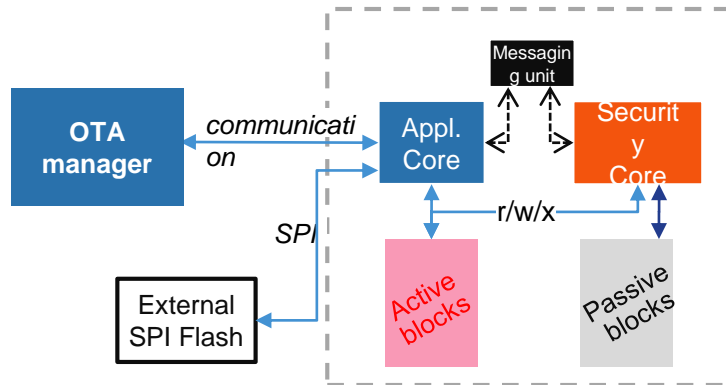 Messagin
g unit
OTA
manager
communicati
on
Appl.
Core
Securit
y
Core
r/w/x
SPI
Active
blocks
Passive
blocks
External
SPI Flash